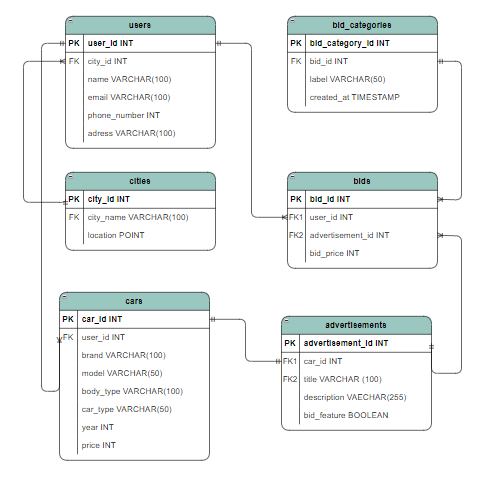 users
PK user_id INT
FK city_id INT
name VARCHAR(100)
email VARCHAR(100)
phone_number INT
adress VARCHAR(100)
bid_categories
PK bid_category_id INT
FK bid_id INT
label VARCHAR(50)
created_at TIMESTAMP
cities
PK city_id INT
FK city_name VARCHAR(100)
location POINT
bids
PK bid_id INT
FK1 user_id INT
FK2 advertisement_id INT
bid_price INT
cars
PK car_id INT
FK user_id INT
brand VARCHAR(100)
model VARCHAR(50)
body_type VARCHAR(100)
car_type VARCHAR(50)
year INT
price INT
advertisements
PK advertisement_id INT
FK1 car_id INT
FK2 title VARCHAR (100)
description VAECHAR(255)
bid_feature BOOLEAN